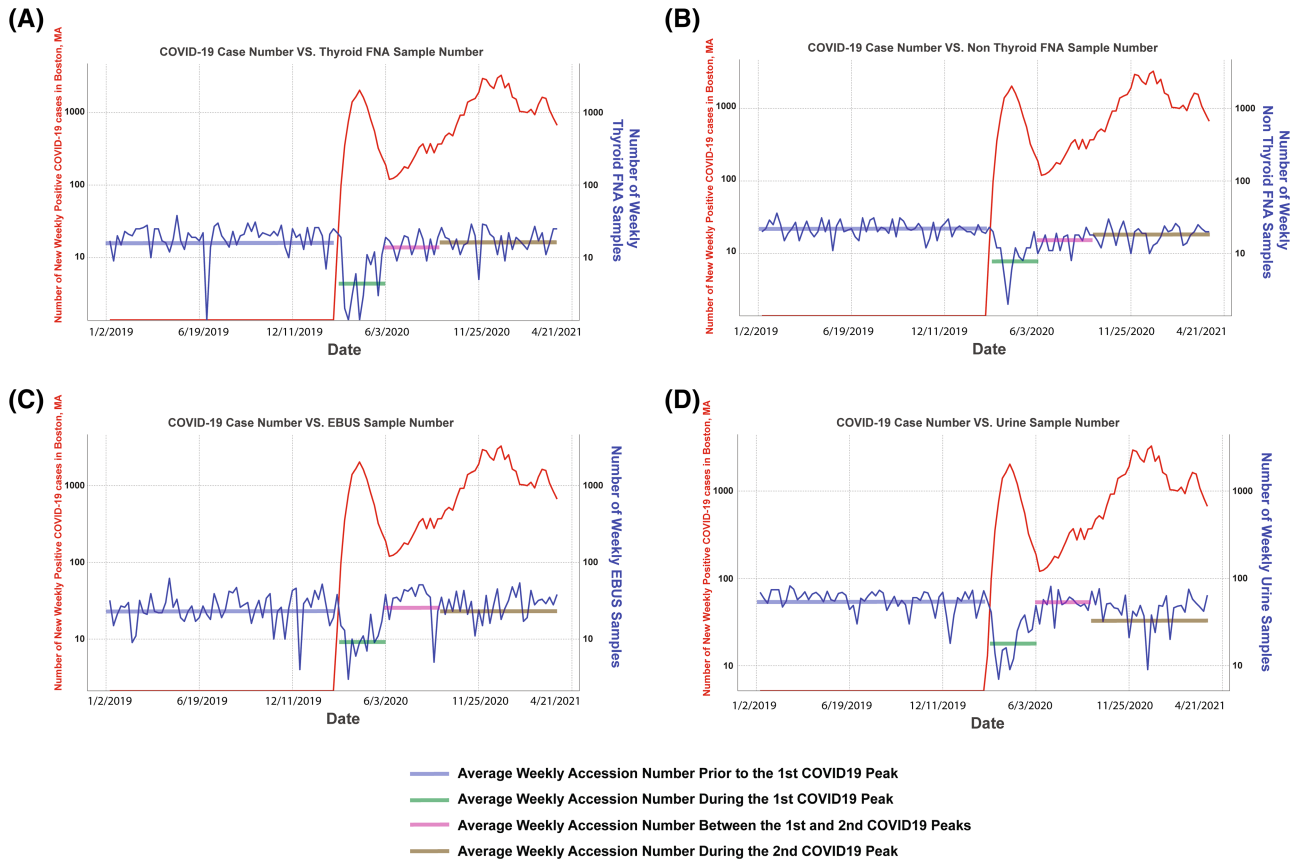 (A)
COVID-19 Case Number VS. Thyroid FNA Sample Number
Number of New Weekly Positive COVID-19 cases in Boston, MA
1000
100
10
1000
100
10
Number of Weekly
Thyroid FNA Samples
1/2/2019
6/19/2019
12/11/2019
6/3/2020
11/25/2020
4/21/2021
Date
(B)
COVID-19 Case Number VS. Non Thyroid FNA Sample Number
Number of New Weekly Positive COVID-19 cases in Boston, MA
1000
100
10
1000
100
10
Number of Weekly
Non Thyroid FNA Samples
1/2/2019
6/19/2019
12/11/2019
6/3/2020
11/25/2020
4/21/2021
Date
(C)
COVID-19 Case Number VS. EBUS Sample Number
Number of New Weekly Positive COVID-19 cases in Boston, MA
1000
100
10
1000
100
10
Number of Weekly EBUS Samples
1/2/2019
6/19/2019
12/11/2019
6/3/2020
11/25/2020
4/21/2021
Date
(D)
COVID-19 Case Number VS. Urine Sample Number
Number of New Weekly Positive COVID-19 cases in Boston, MA
1000
100
10
1000
100
10
Number of Weekly Urine Samples
1/2/2019
6/19/2019
12/11/2019
6/3/2020
11/25/2020
4/21/2021
Date
Average Weekly Accession Number Prior to the 1st COVID19 Peak
Average Weekly Accession Number During the 1st COVID19 Peak
Average Weekly Accession Number Between the 1st and 2nd COVID19 Peaks
Average Weekly Accession Number During the 2nd COVID19 Peak